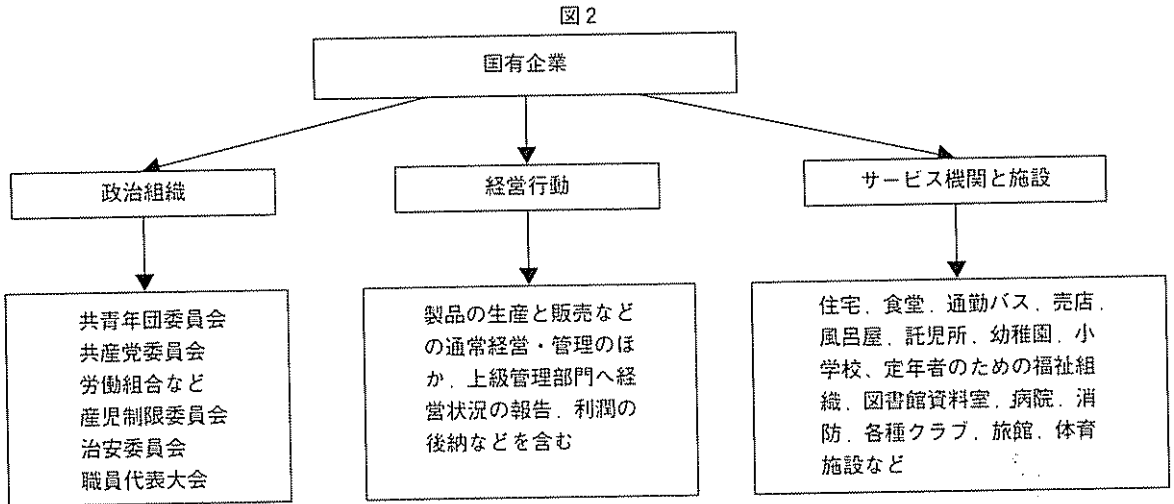 図2
国有企業
政治組織
経営行動
サービス機関と施設
共青年団委員会
共産党委員会
労働組合など
産児制限委員会
治安委員会
職員代表大会
製品の生産と販売など
の通常経営・管理のほ
か．上級管理部門へ経
営状況の報告．利潤の
後納などを含む
住宅．食堂．通勤バス．売店．
風呂屋．託児所．幼稚園．小
学校、定年者のための福祉組
織．図書館資料室．病院．消
防．各種クラブ．旅館．体育
施設など